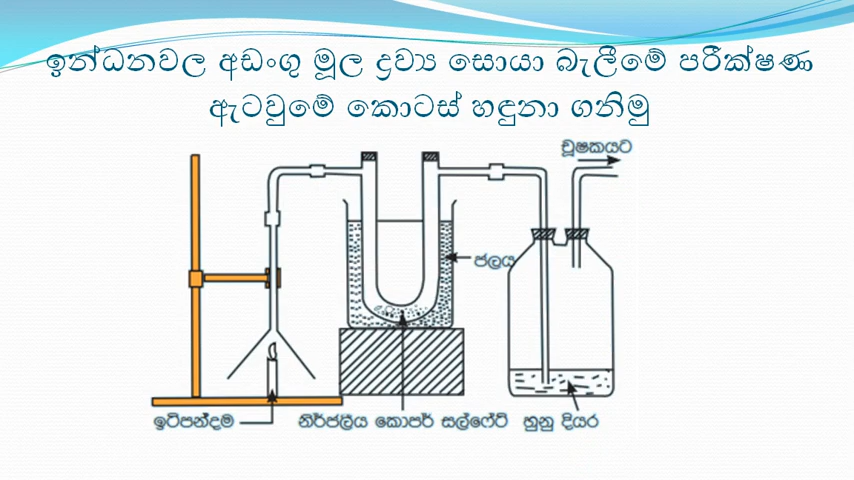 ඉන්ධනවල අඩංගු මූල ද්‍රව්‍ය සොයා බැලීමේ පරීක්ෂණ
ඇටවුමේ කොටස් හඳුනා ගනිමු
චූෂකයට
ජලය
ඉටිපන්දම
නිර්ජලීය කොපර් සල්ෆේට්
හුනු දියර